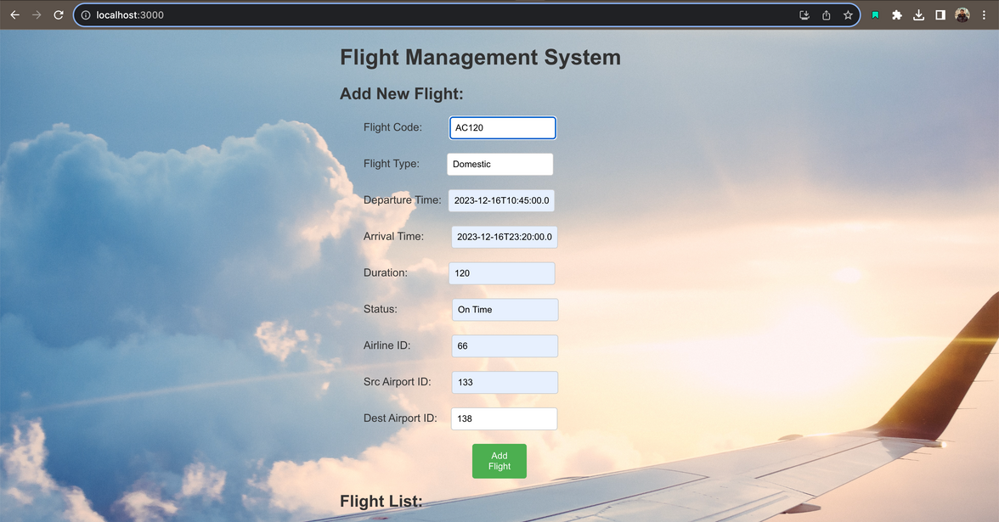 localhost:3000
Flight Management System
Add New Flight:
Flight Code: AC120
Flight Type: Domestic
Departure Time: 2023-12-16T10:45:00.0
Arrival Time: 2023-12-16T23:20:00.0
Duration: 120
Status: On Time
Airline ID: 66
Src Airport ID: 133
Dest Airport ID: 138
Add
Flight
Flight List: